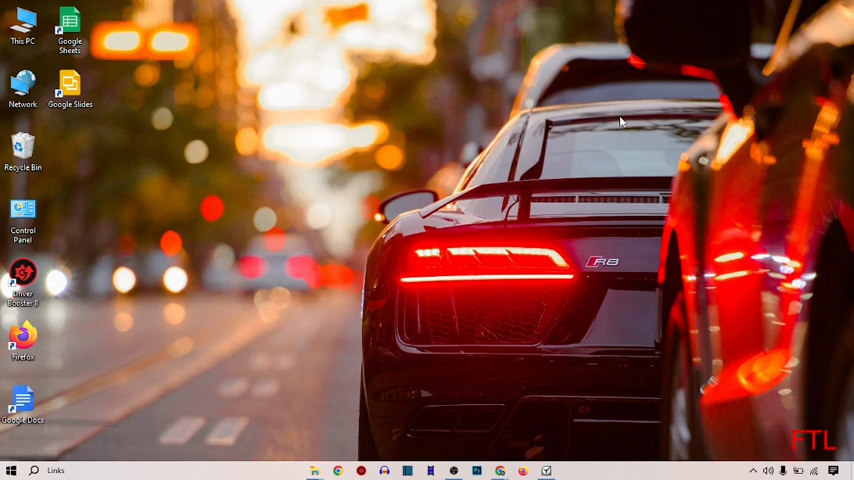 This PC
Google
Sheets
Network
Google Slides
Recycle Bin
Control
Panel
Driver
Booster 8
Firefox
Google Docs
R8
FTL
Links